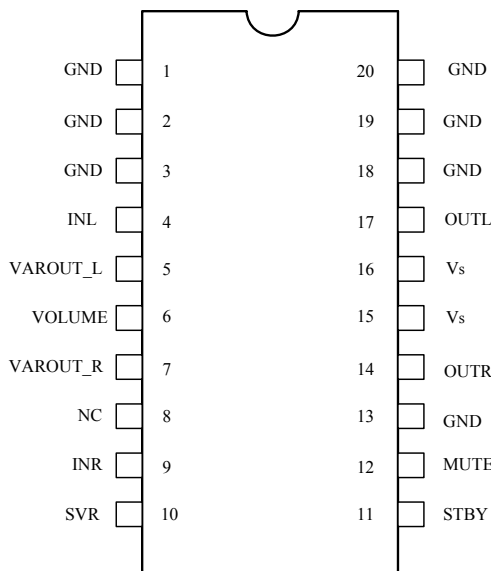 GND 1 20 GND
GND 2 19 GND
GND 3 18 GND
INL 4 17 OUTL
VAROUT_L 5 16 Vs
VOLUME 6 15 Vs
VAROUT_R 7 14 OUTR
NC 8 13 GND
INR 9 12 MUTE
SVR 10 11 STBY